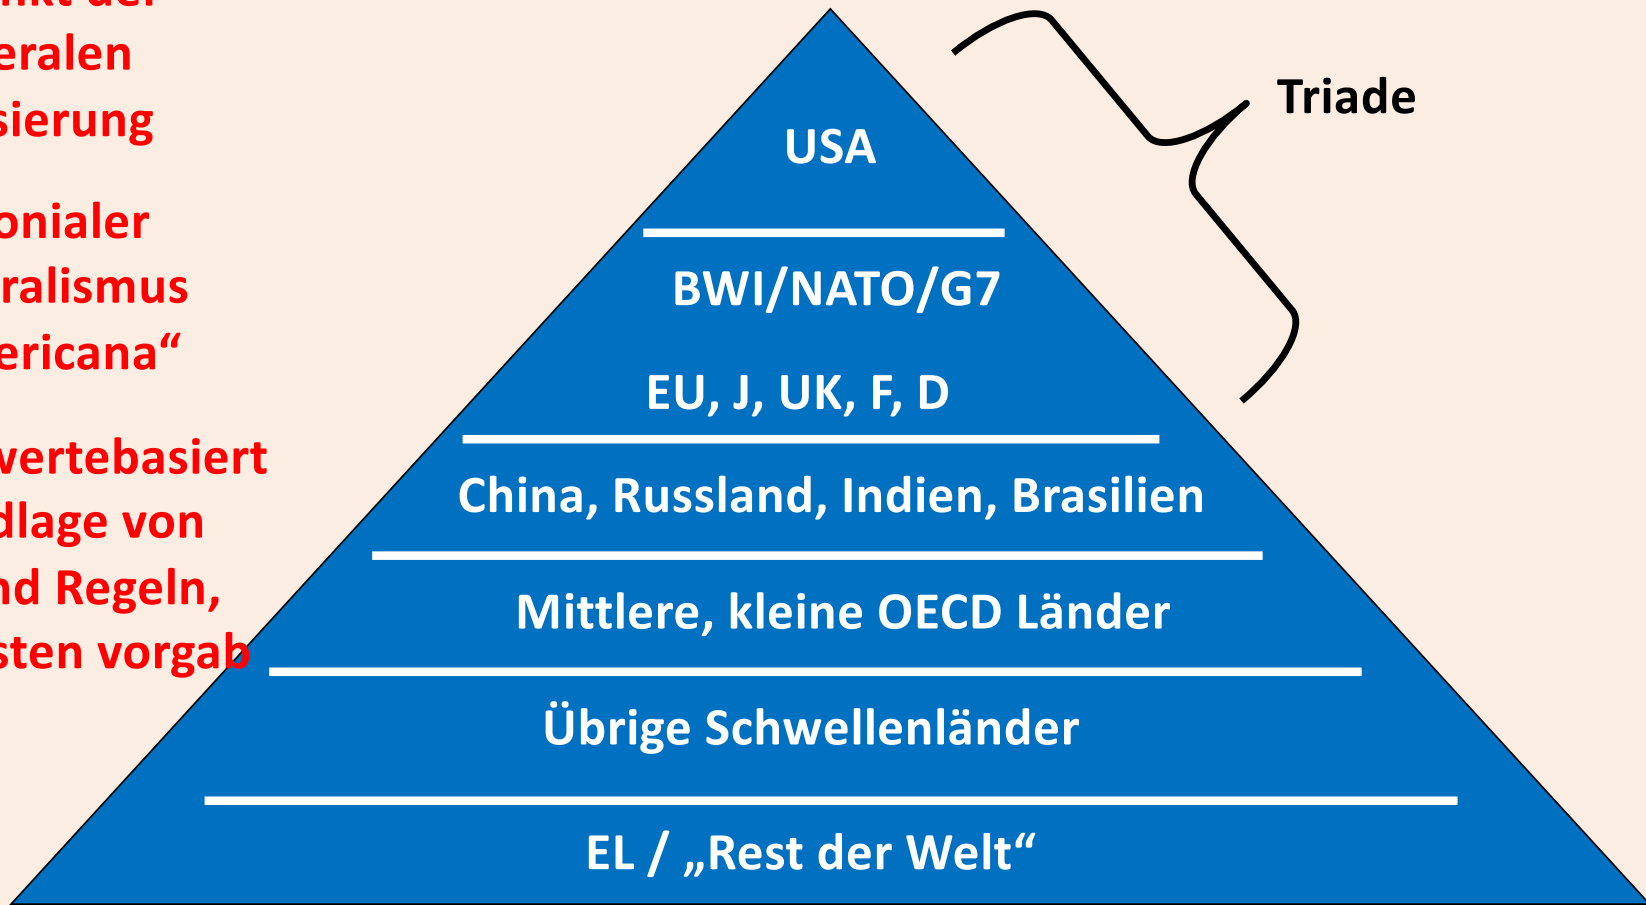 eralen
sierung
onialer
ralismus
ericana“
wertebasiert
dlage von
nd Regeln,
sten vorgab
Triade
USA
BWI/NATO/G7
EU, J, UK, F, D
China, Russland, Indien, Brasilien
Mittlere, kleine OECD Länder
Übrige Schwellenländer
EL / „Rest der Welt“